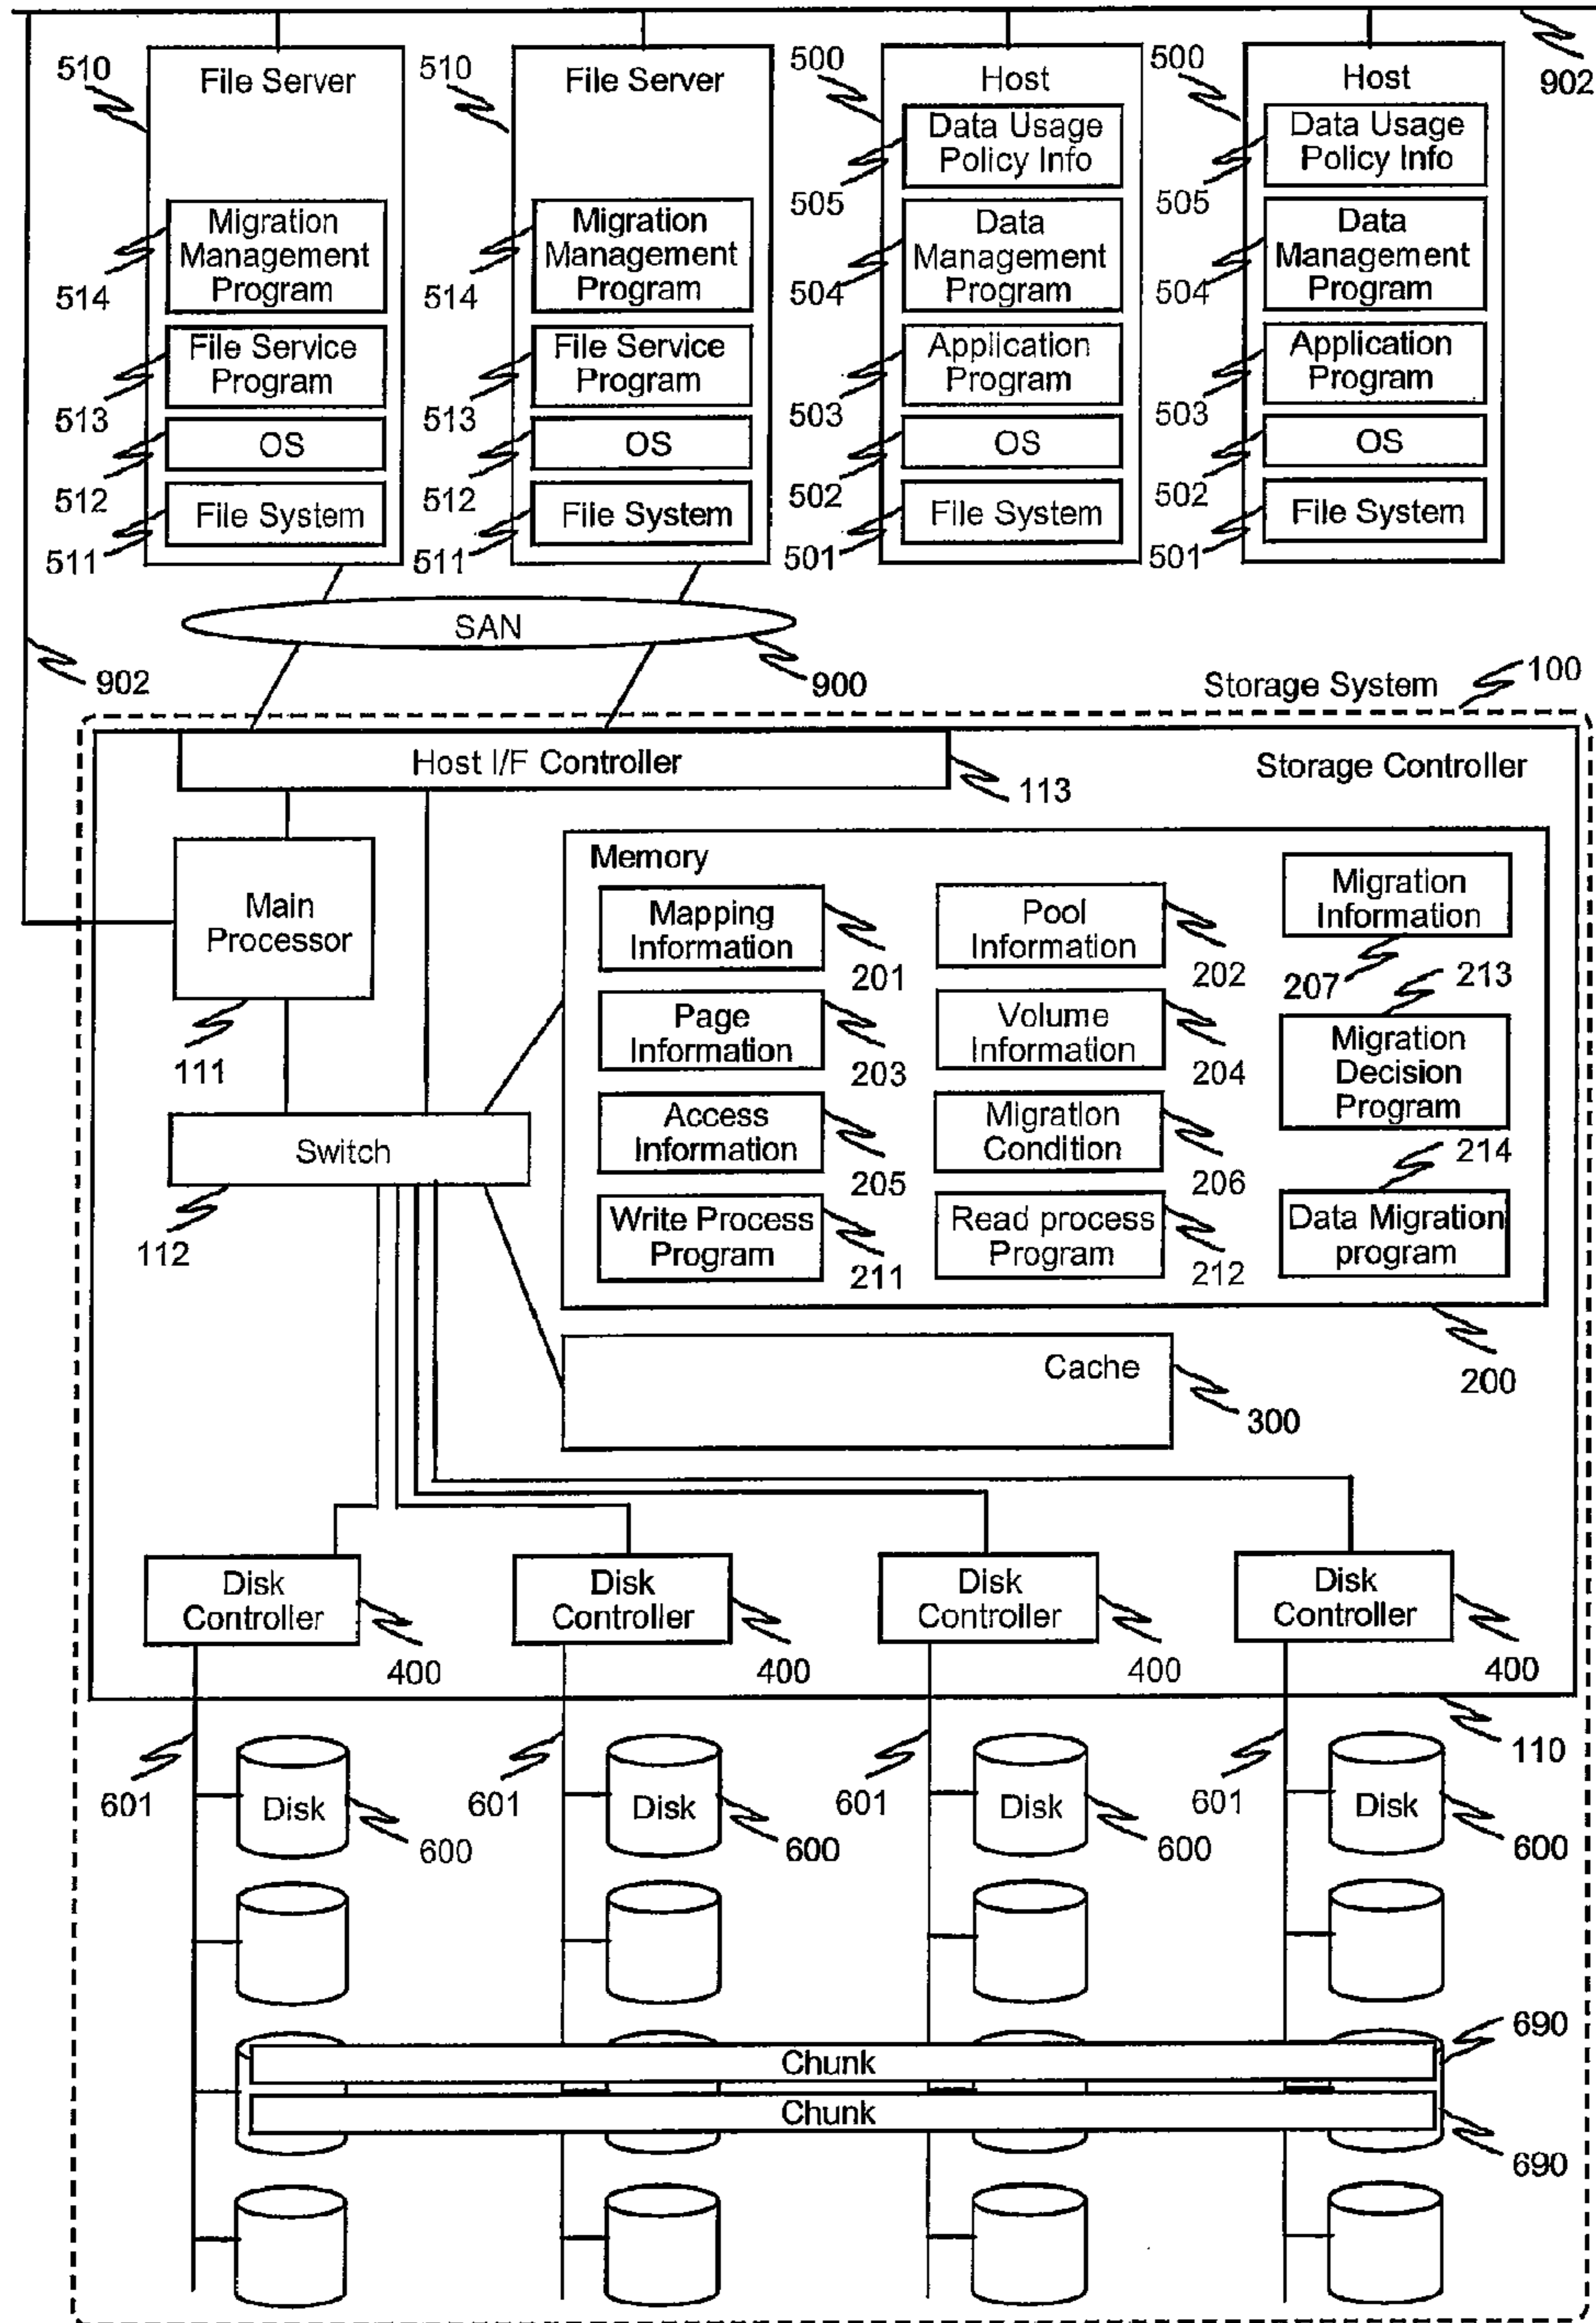 902
510
File Server
Migration
Management
Program
514
File Service
Program
513
OS
512
File System
511
510
File Server
Migration
Management
Program
514
File Service
Program
513
OS
512
File System
511
500
Host
Data Usage
Policy Info
505
Data
Management
Program
504
Application
Program
503
OS
502
File System
501
500
Host
Data Usage
Policy Info
505
Data
Management
Program
504
Application
Program
503
OS
502
File System
501
SAN
900
902
Storage System
100
Host I/F Controller
113
Storage Controller
Main
Processor
111
Switch
112
Memory
Mapping
Information
201
Pool
Information
202
Migration
Information
207
Page
Information
203
Volume
Information
204
213
Migration
Decision
Program
Access
Information
205
Migration
Condition
206
214
Write Process
Program
211
Read process
Program
212
Data Migration
program
200
Cache
300
Disk
Controller
400
Disk
Controller
400
Disk
Controller
400
Disk
Controller
400
110
601
Disk
600
601
Disk
600
601
Disk
600
601
Disk
600
Chunk
690
Chunk
690